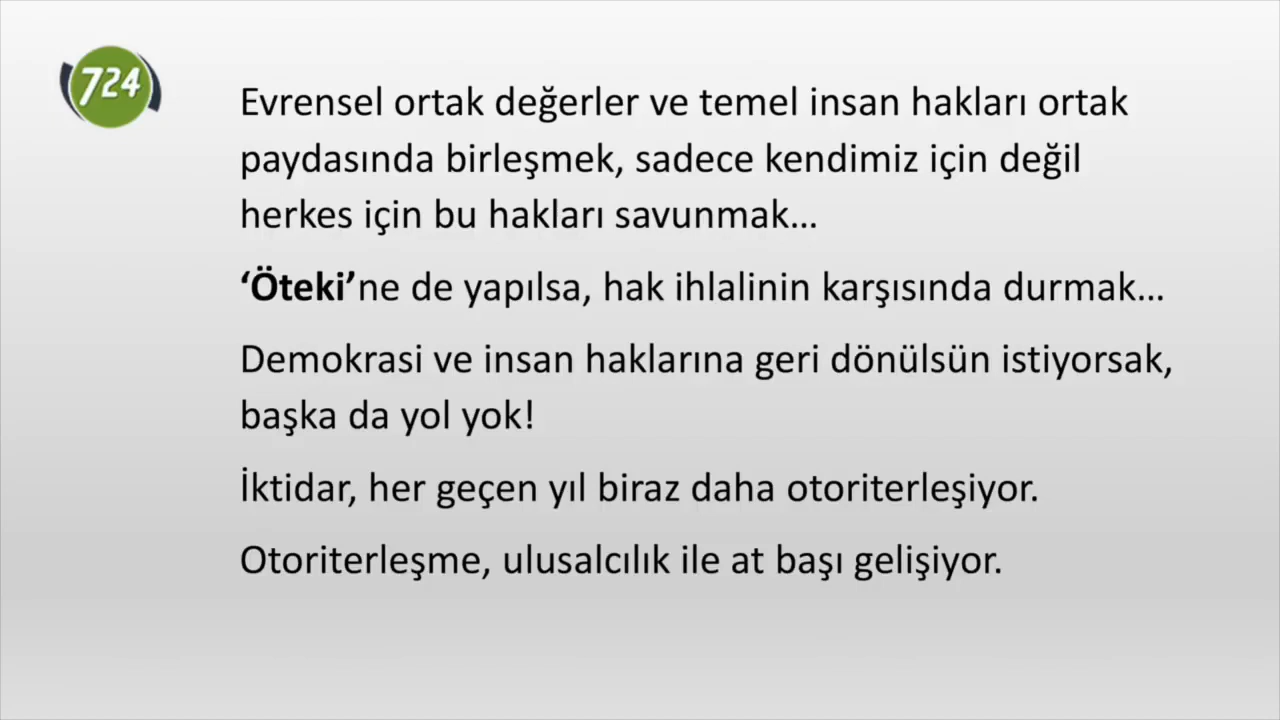 724
Evrensel ortak değerler ve temel insan hakları ortak
paydasında birleşmek, sadece kendimiz için değil
herkes için bu hakları savunmak…
‘Öteki’ne de yapılsa, hak ihlalinin karşısında durmak…
Demokrasi ve insan haklarına geri dönülsün istiyorsak,
başka da yol yok!
İktidar, her geçen yıl biraz daha otoriterleşiyor.
Otoriterleşme, ulusalcılık ile at başı gelişiyor.